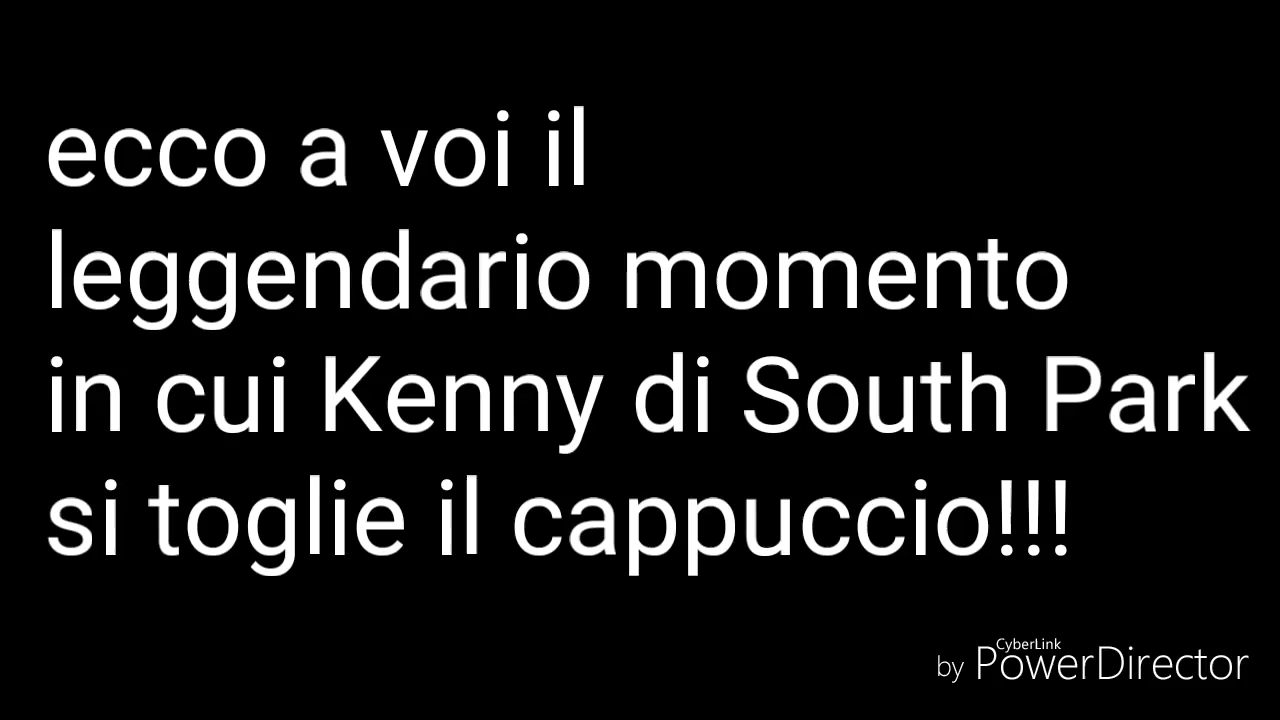 ecco a voi il
leggendario momento
in cui Kenny di South Park
si toglie il cappuccio!!!
CyberLink
by PowerDirector